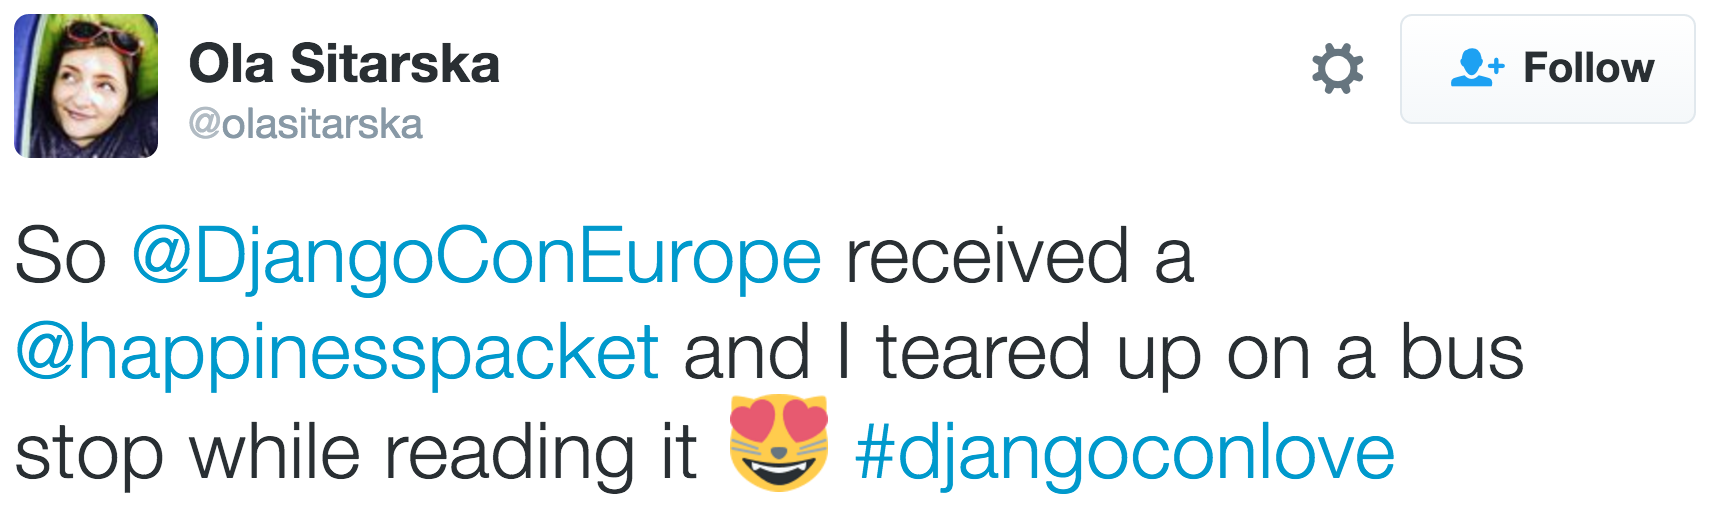 Ola Sitarska
@olasitarska
Follow
So @DjangoConEurope received a
@happinesspacket and I teared up on a bus
stop while reading it 😻 #djangoconlove